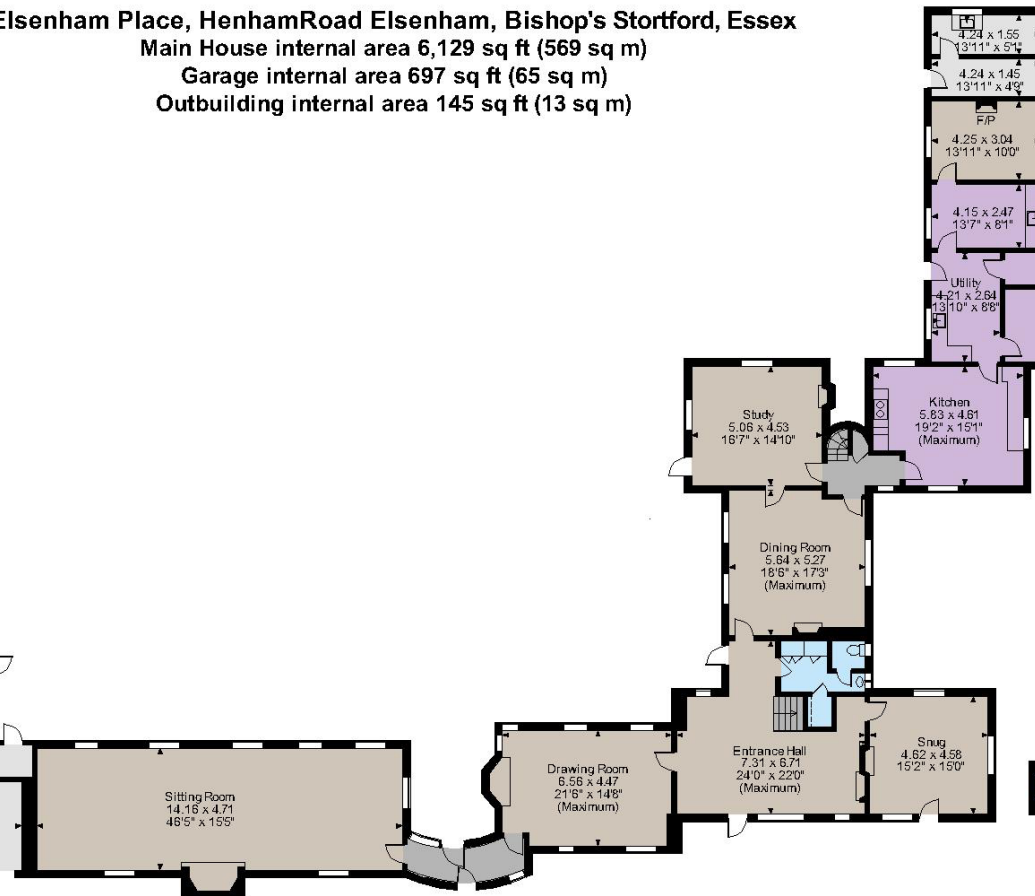 Elsenham Place, HenhamRoad Elsenham, Bishop's Stortford, Essex
Main House internal area 6,129 sq ft (569 sq m)
Garage internal area 697 sq ft (65 sq m)
Outbuilding internal area 145 sq ft (13 sq m)
4.24 x 1.55
13'11" x 5'1"
4.24 x 1.45
13'11" x 4'9"
F/P
4.25 x 3.04
13'11" x 10'0"
4.15 x 2.47
13'7" x 8'1"
Utility
4.21 x 2.64
13'10" x 8'8"
Kitchen
5.83 x 4.61
19'2" x 15'1"
(Maximum)
Study
5.06 x 4.53
16'7" x 14'10"
Dining Room
5.64 x 5.27
18'6" x 17'3"
(Maximum)
Entrance Hall
7.31 x 6.71
24'0" x 22'0"
(Maximum)
Snug
4.62 x 4.58
15'2" x 15'0"
Drawing Room
6.56 x 4.47
21'6" x 14'8"
(Maximum)
Sitting Room
14.16 x 4.71
46'5" x 15'5"